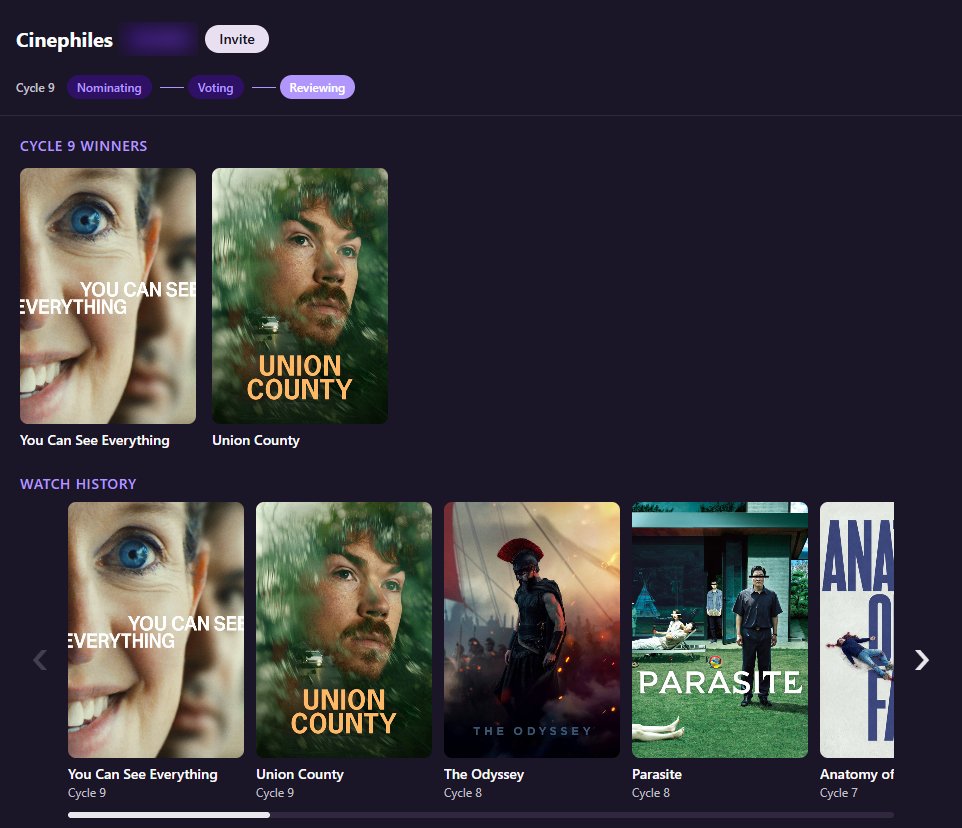 Cinephiles
Invite
Cycle 9
Nominating
Voting
Reviewing
CYCLE 9 WINNERS
YOU CAN SEE
EVERYTHING
UNION
COUNTY
You Can See Everything
Union County
WATCH HISTORY
YOU CAN SEE
EVERYTHING
UNION
COUNTY
THE ODYSSEY
PARASITE
ANA
O
FA
You Can See Everything
Union County
The Odyssey
Parasite
Anatomy of
Cycle 9
Cycle 9
Cycle 8
Cycle 8
Cycle 7